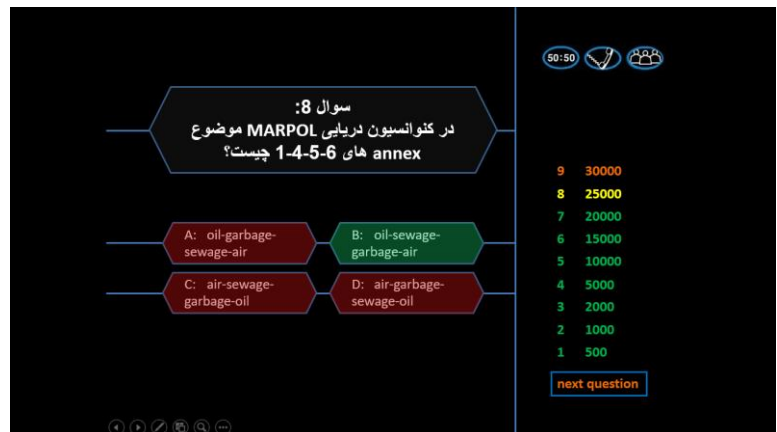 50:50
سوال 8:
در کنوانسیون دریایی MARPOL موضوع
annex های 6-5-4-1 چیست؟
A: oil-garbage-
sewage-air
B: oil-sewage-
garbage-air
C: air-sewage-
garbage-oil
D: air-garbage-
sewage-oil
9 30000
8 25000
7 20000
6 15000
5 10000
4 5000
3 2000
2 1000
1 500
next question